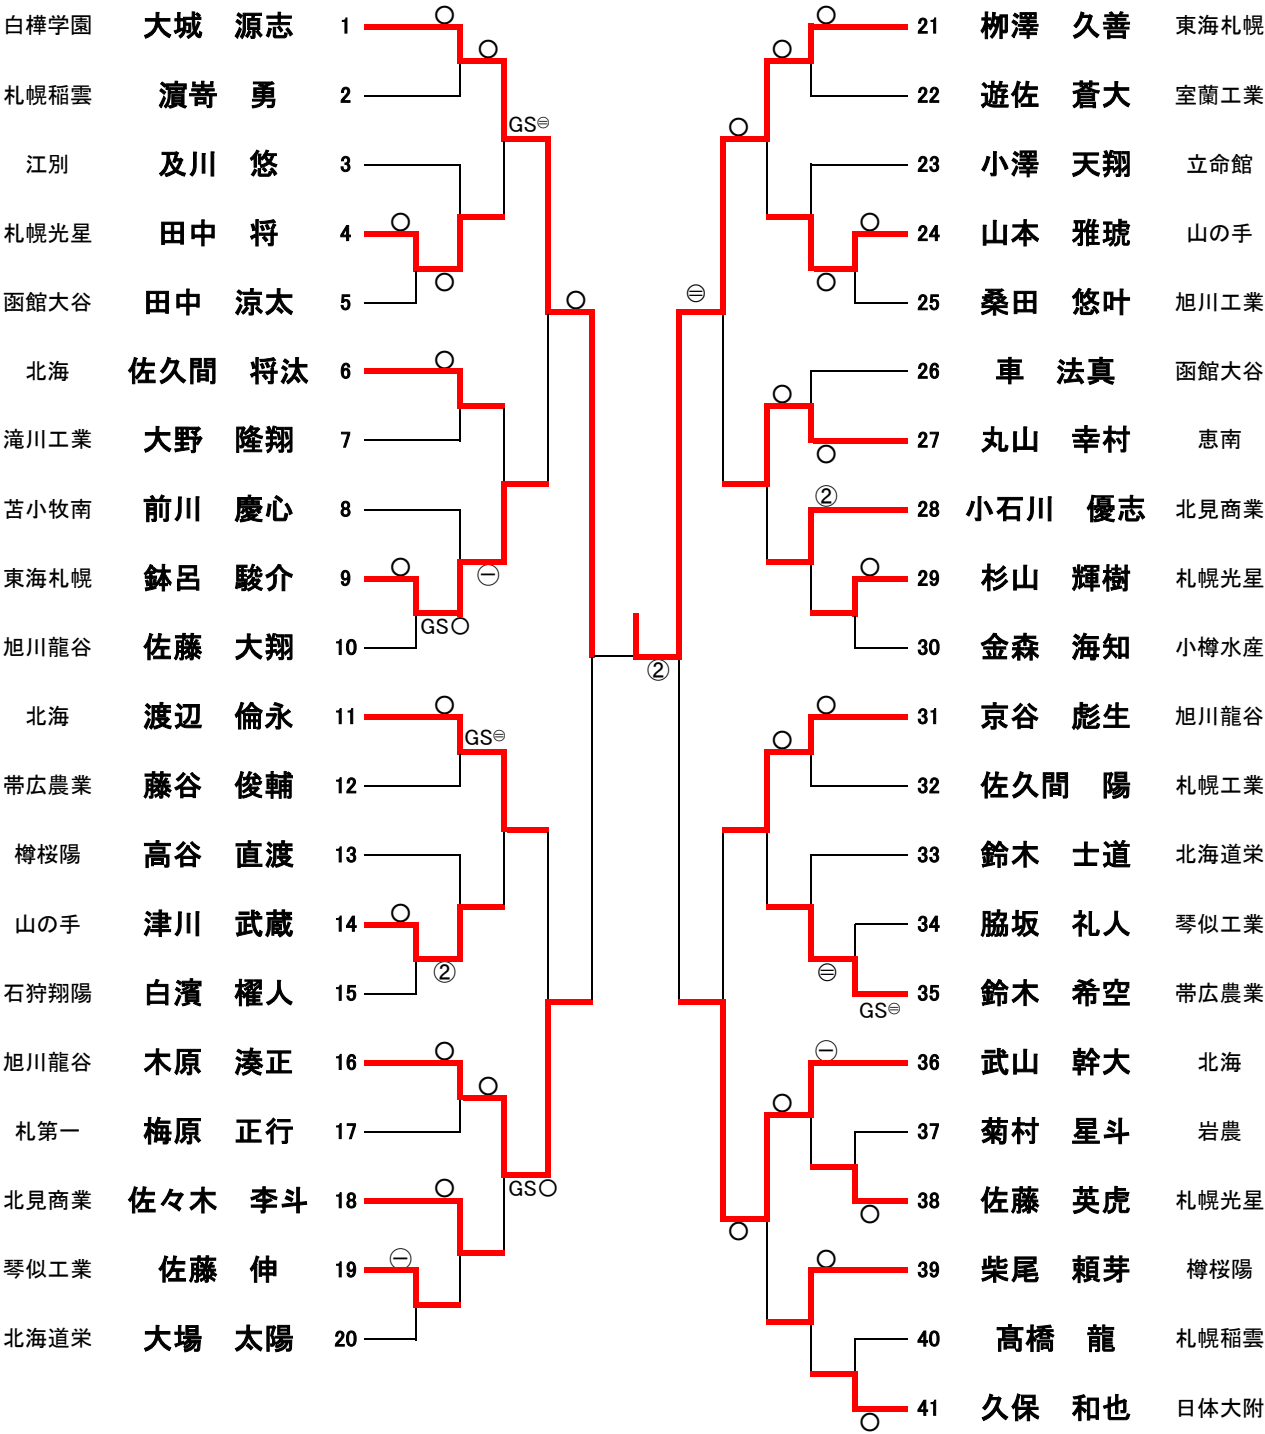 白樺学園 大城 源志 1
札幌稲雲 濵嵜 勇 2
江別 及川 悠 3
札幌光星 田中 将 4
函館大谷 田中 涼太 5
北海 佐久間 将汰 6
滝川工業 大野 隆翔 7
苫小牧南 前川 慶心 8
東海札幌 鉢呂 駿介 9
旭川龍谷 佐藤 大翔 10
北海 渡辺 倫永 11
帯広農業 藤谷 俊輔 12
樽桜陽 高谷 直渡 13
山の手 津川 武蔵 14
石狩翔陽 白濱 櫂人 15
旭川龍谷 木原 湊正 16
札第一 梅原 正行 17
北見商業 佐々木 李斗 18
琴似工業 佐藤 伸 19
北海道栄 大場 太陽 20
○
○
GS㊁
○
○
○
○
○
㊀
GS○
○
GS㊁
○
②
○
○
GS○
○
㊀
②
○
○
○
○
○
㊁
○
○
②
○
○
○
㊁
GS㊁
㊀
○
○
○
○
○
21 栁澤 久善 東海札幌
22 遊佐 蒼大 室蘭工業
23 小澤 天翔 立命館
24 山本 雅琥 山の手
25 桑田 悠叶 旭川工業
26 車 法真 函館大谷
27 丸山 幸村 恵南
28 小石川 優志 北見商業
29 杉山 輝樹 札幌光星
30 金森 海知 小樽水産
31 京谷 彪生 旭川龍谷
32 佐久間 陽 札幌工業
33 鈴木 士道 北海道栄
34 脇坂 礼人 琴似工業
35 鈴木 希空 帯広農業
36 武山 幹大 北海
37 菊村 星斗 岩農
38 佐藤 英虎 札幌光星
39 柴尾 頼芽 樽桜陽
40 髙橋 龍 札幌稲雲
41 久保 和也 日体大附